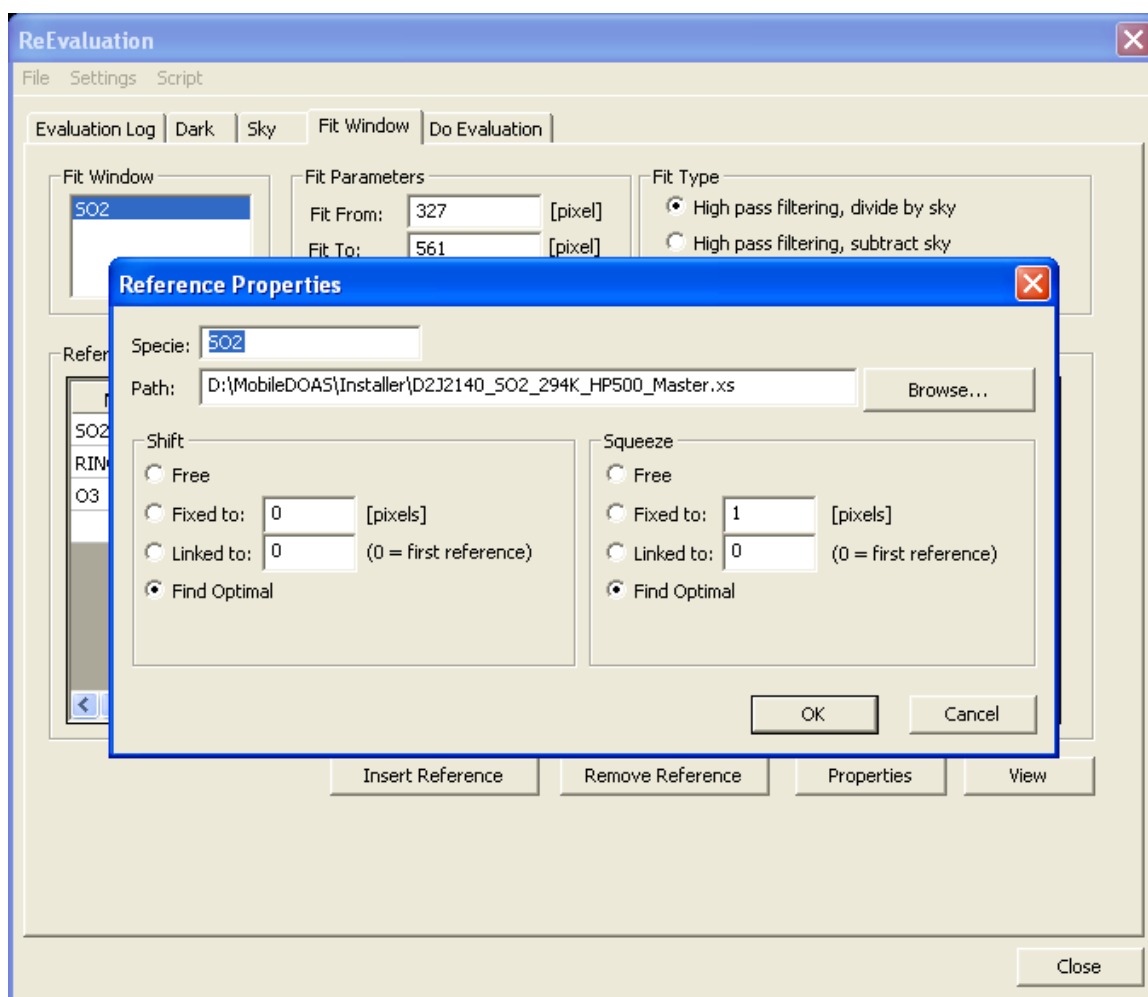 ReEvaluation
File Settings Script
Evaluation Log Dark Sky Fit Window Do Evaluation
Fit Window Fit Parameters Fit Type
SO2 Fit From: 327 [pixel] High pass filtering, divide by sky
Fit To: 561 [pixel] High pass filtering, subtract sky
Reference Properties
Specie: SO2
Path: D:\MobileDOAS\Installer\D2J2140_SO2_294K_HP500_Master.xs Browse...
Shift Squeeze
Free Free
Fixed to: 0 [pixels] Fixed to: 1 [pixels]
Linked to: 0 (0 = first reference) Linked to: 0 (0 = first reference)
Find Optimal Find Optimal
OK Cancel
Refer
SO2
RIN
O3
Insert Reference Remove Reference Properties View
Close